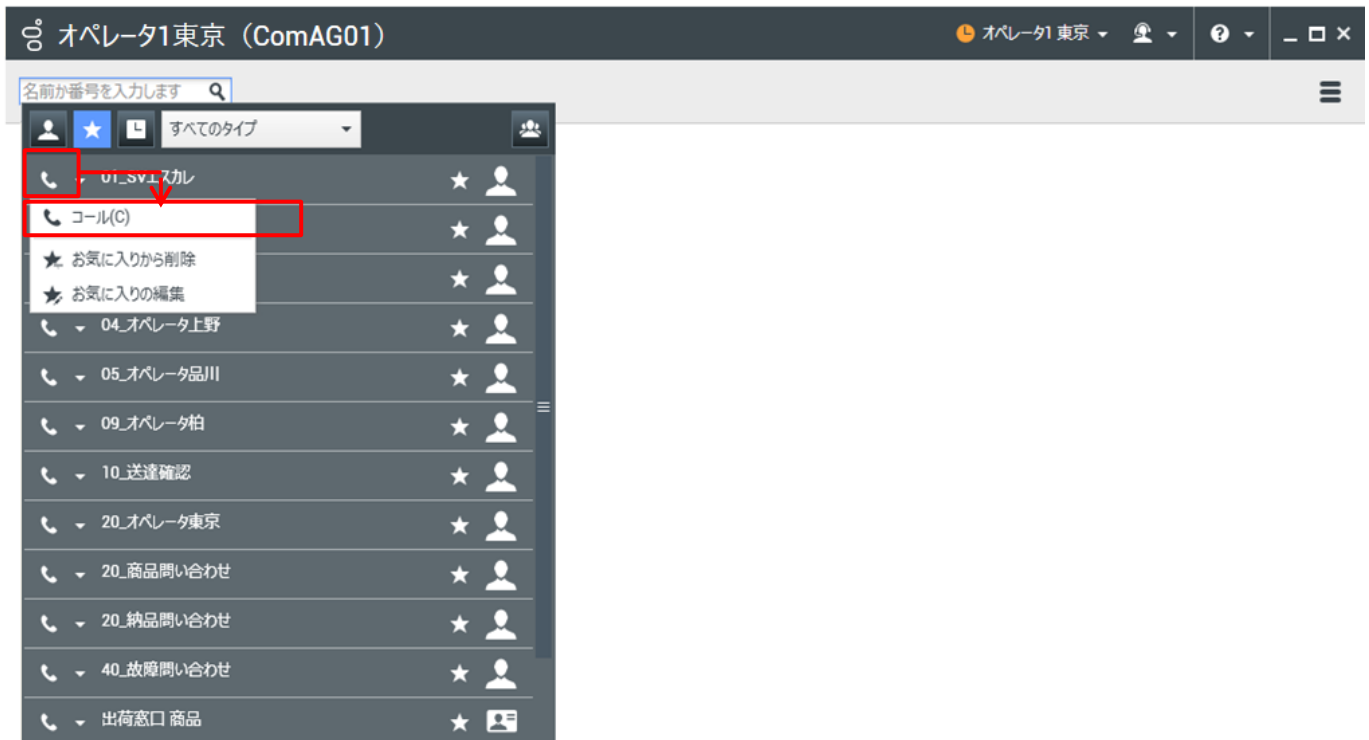 オペレータ1東京（ComAG01）
オペレータ1 東京
名前か番号を入力します
すべてのタイプ
01_SVエスカレ
コール(C)
お気に入りから削除
お気に入りの編集
04_オペレータ上野
05_オペレータ品川
09_オペレータ柏
10_送達確認
20_オペレータ東京
20_商品問い合わせ
20_納品問い合わせ
40_故障問い合わせ
出荷窓口 商品